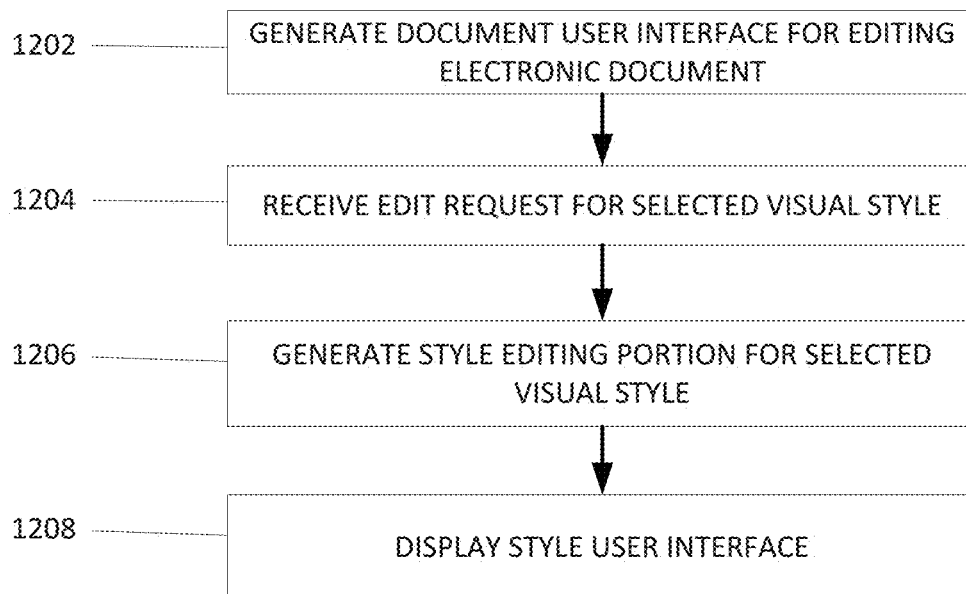 1202
GENERATE DOCUMENT USER INTERFACE FOR EDITING
ELECTRONIC DOCUMENT
1204
RECEIVE EDIT REQUEST FOR SELECTED VISUAL STYLE
1206
GENERATE STYLE EDITING PORTION FOR SELECTED
VISUAL STYLE
1208
DISPLAY STYLE USER INTERFACE